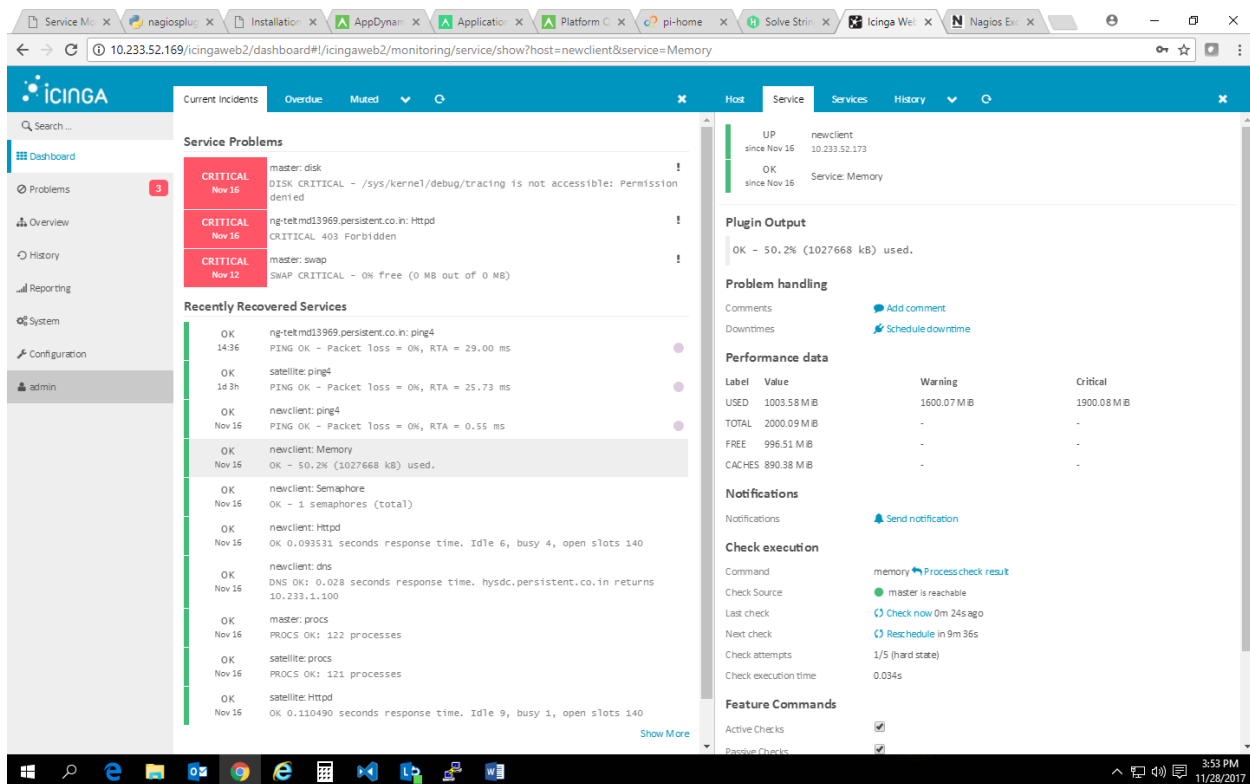 Service Mo
nagiosplug
Installation
AppDynam
Application
Platform C
pi-home
Solve Strin
Icinga Web
Nagios Exc
10.233.52.169/icingaweb2/dashboard#!/icingaweb2/monitoring/service/show?host=newclient&service=Memory
icinga
Search ...
Dashboard
Problems 3
Overview
History
Reporting
System
Configuration
admin
Current Incidents Overdue Muted
Service Problems
CRITICAL master: disk !
Nov 16 DISK CRITICAL - /sys/kernel/debug/tracing is not accessible: Permission
denied
CRITICAL ng-teltmd13969.persistent.co.in: Httpd !
Nov 16 CRITICAL 403 Forbidden
CRITICAL master: swap !
Nov 12 SWAP CRITICAL - 0% free (0 MB out of 0 MB)
Recently Recovered Services
OK ng-teltmd13969.persistent.co.in: ping4
14:36 PING OK - Packet loss = 0%, RTA = 29.00 ms
OK satellite: ping4
1d 3h PING OK - Packet loss = 0%, RTA = 25.73 ms
OK newclient: ping4
Nov 16 PING OK - Packet loss = 0%, RTA = 0.55 ms
OK newclient: Memory
Nov 16 OK - 50.2% (1027668 kB) used.
OK newclient: Semaphore
Nov 16 OK - 1 semaphores (total)
OK newclient: Httpd
Nov 16 OK 0.093531 seconds response time. Idle 6, busy 4, open slots 140
OK newclient: dns
Nov 16 DNS OK: 0.028 seconds response time. hysdc.persistent.co.in returns
10.233.1.100
OK master: procs
Nov 16 PROCS OK: 122 processes
OK satellite: procs
Nov 16 PROCS OK: 121 processes
OK satellite: Httpd
Nov 16 OK 0.110490 seconds response time. Idle 9, busy 1, open slots 140
Show More
Host Service Services History
UP newclient
since Nov 16 10.233.52.173
OK Service: Memory
since Nov 16
Plugin Output
OK - 50.2% (1027668 kB) used.
Problem handling
Comments Add comment
Downtimes Schedule downtime
Performance data
Label Value Warning Critical
USED 1003.58 MiB 1600.07 MiB 1900.08 MiB
TOTAL 2000.09 MiB - -
FREE 996.51 MiB - -
CACHES 890.38 MiB - -
Notifications
Notifications Send notification
Check execution
Command memory Process check result
Check Source master is reachable
Last check Check now 0m 24s ago
Next check Reschedule in 9m 36s
Check attempts 1/5 (hard state)
Check execution time 0.034s
Feature Commands
Active Checks
Passive Checks
3:53 PM
11/28/2017